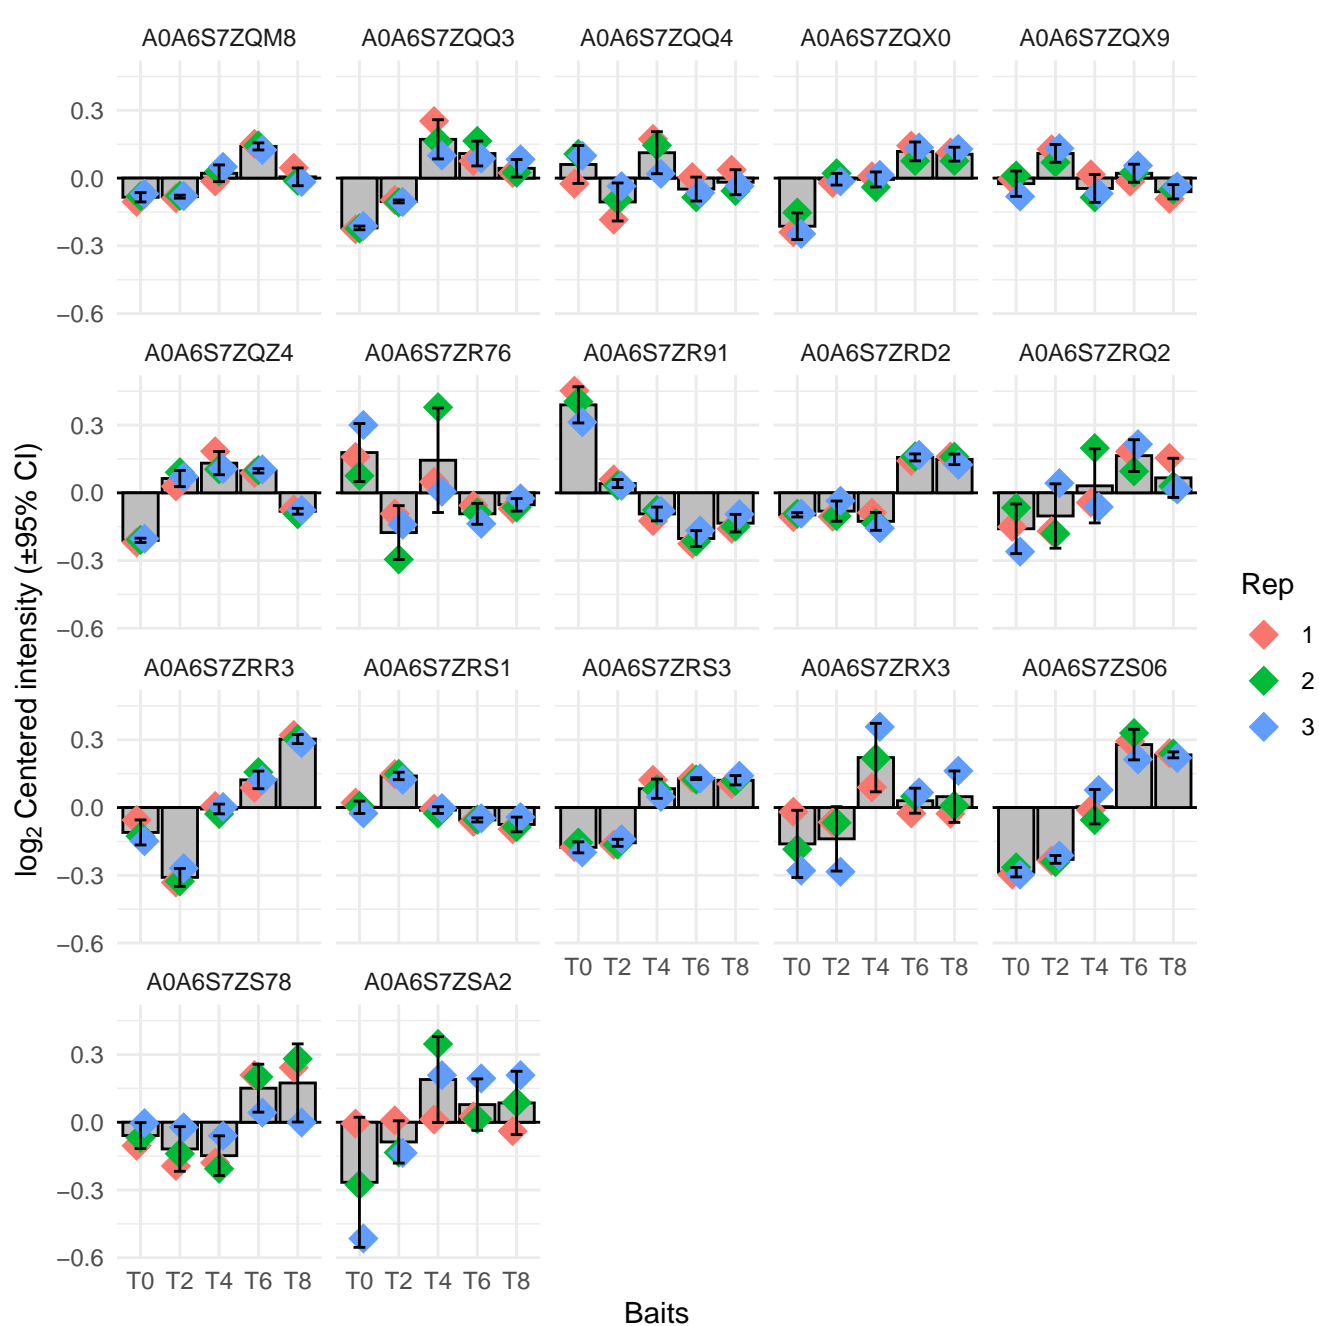 A0A6S7ZQM8 A0A6S7ZQQ3 A0A6S7ZQQ4 A0A6S7ZQX0 A0A6S7ZQX9
0.3
0.0
−0.3
−0.6
A0A6S7ZQZ4 A0A6S7ZR76 A0A6S7ZR91 A0A6S7ZRD2 A0A6S7ZRQ2
0.3
0.0
−0.3
−0.6
A0A6S7ZRR3 A0A6S7ZRS1 A0A6S7ZRS3 A0A6S7ZRX3 A0A6S7ZS06
0.3
0.0
−0.3
−0.6
T0 T2 T4 T6 T8 T0 T2 T4 T6 T8 T0 T2 T4 T6 T8
A0A6S7ZS78 A0A6S7ZSA2
0.3
0.0
−0.3
−0.6
T0 T2 T4 T6 T8 T0 T2 T4 T6 T8
Baits
log₂ Centered intensity (±95% CI)
Rep
1
2
3